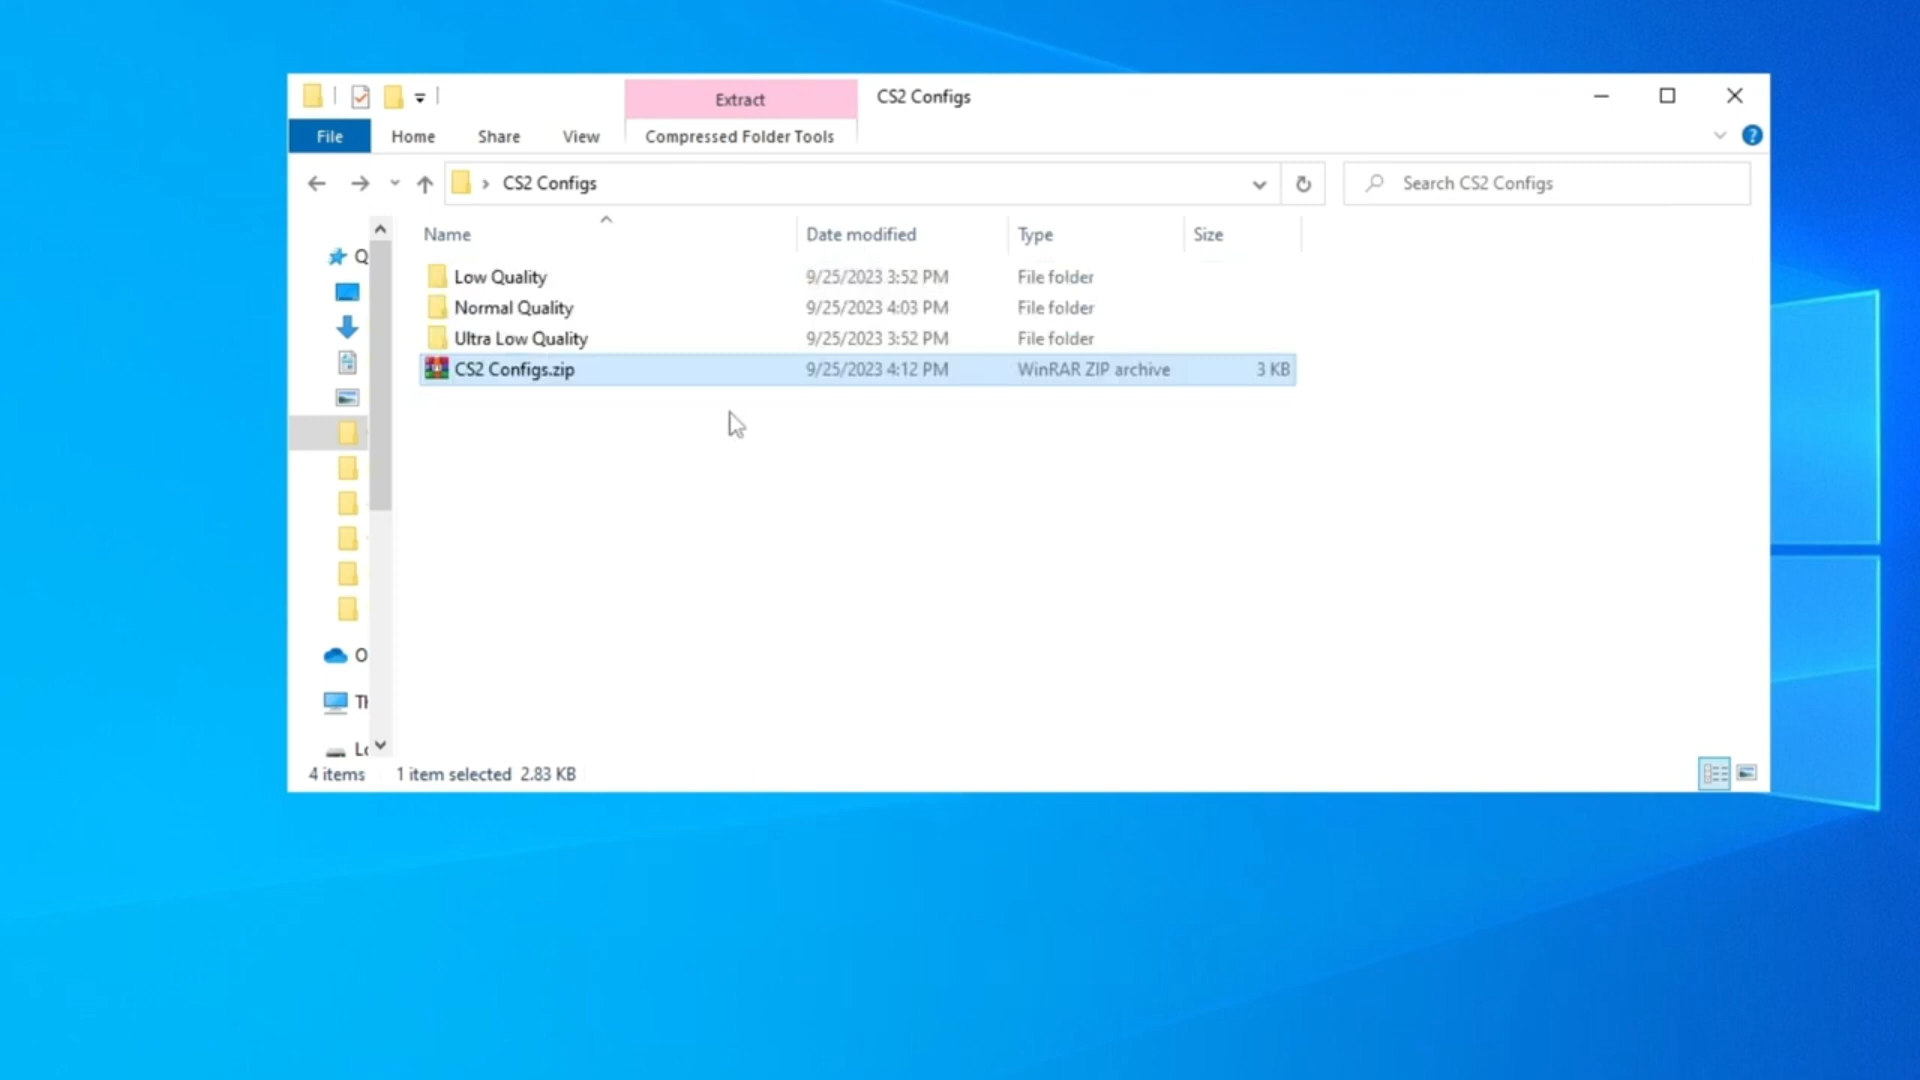 Extract
CS2 Configs
File
Home
Share
View
Compressed Folder Tools
CS2 Configs
Search CS2 Configs
Name
Date modified
Type
Size
Low Quality
9/25/2023 3:52 PM
File folder
Normal Quality
9/25/2023 4:03 PM
File folder
Ultra Low Quality
9/25/2023 3:52 PM
File folder
CS2 Configs.zip
9/25/2023 4:12 PM
WinRAR ZIP archive
3 KB
Q
O
Th
Lo
4 items
1 item selected 2.83 KB